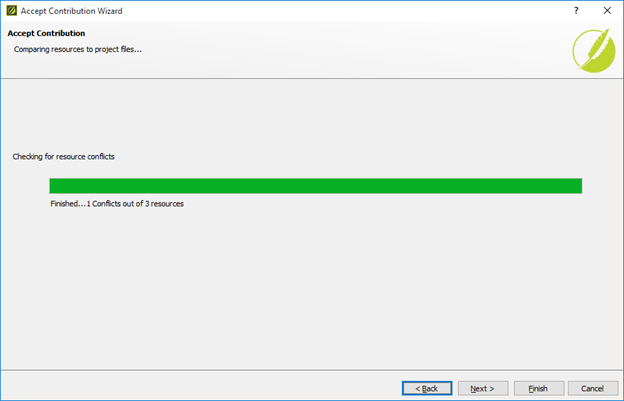 Accept Contribution Wizard
?
Accept Contribution
Comparing resources to project files...
Checking for resource conflicts
Finished...1 Conflicts out of 3 resources
< Back
Next >
Finish
Cancel